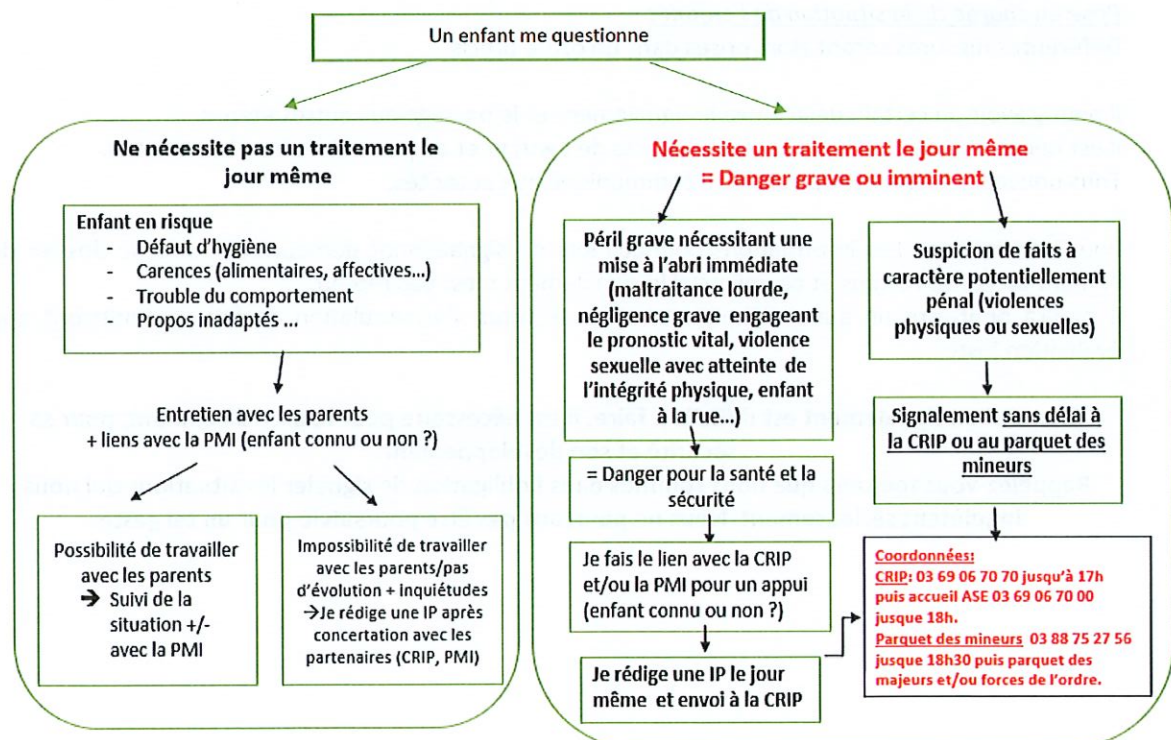 Un enfant me questionne
Ne nécessite pas un traitement le
jour même
Enfant en risque
- Défaut d'hygiène
- Carences (alimentaires, affectives...)
- Trouble du comportement
- Propos inadaptés ...
Entretien avec les parents
+ liens avec la PMI (enfant connu ou non ?)
Possibilité de travailler
avec les parents
→ Suivi de la
situation +/-
avec la PMI
Impossibilité de travailler
avec les parents/pas
d'évolution + Inquiétudes
→Je rédige une IP après
concertation avec les
partenaires (CRIP, PMI)
Nécessite un traitement le jour même
= Danger grave ou imminent
Péril grave nécessitant une
mise à l'abri immédiate
(maltraitance lourde,
négligence grave engageant
le pronostic vital, violence
sexuelle avec atteinte de
l'intégrité physique, enfant
à la rue...)
= Danger pour la santé et la
sécurité
Je fais le lien avec la CRIP
et/ou la PMI pour un appui
(enfant connu ou non ?)
Je rédige une IP le jour
même et envoi à la CRIP
Suspicion de faits à
caractère potentiellement
pénal (violences
physiques ou sexuelles)
Signalement sans délai à
la CRIP ou au parquet des
mineurs
Coordonnées:
CRIP: 03 69 06 70 70 jusqu'à 17h
puis accueil ASE 03 69 06 70 00
jusque 18h.
Parquet des mineurs 03 88 75 27 56
jusque 18h30 puis parquet des
majeurs et/ou forces de l'ordre.